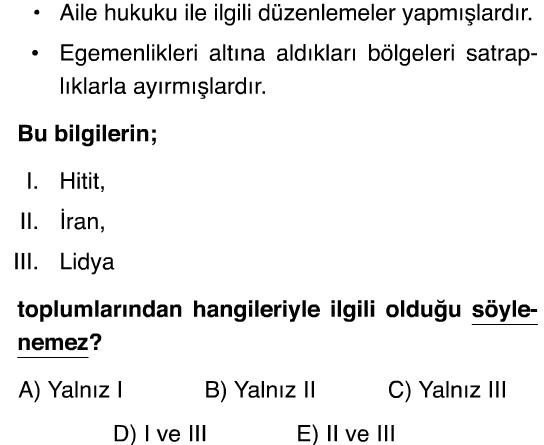 • Aile hukuku ile ilgili düzenlemeler yapmışlardır.
• Egemenlikleri altına aldıkları bölgeleri satrap-
lıklarla ayırmışlardır.
Bu bilgilerin;
I. Hitit,
II. İran,
III. Lidya
toplumlarından hangileriyle ilgili olduğu söyle-
nemez?
A) Yalnız I B) Yalnız II C) Yalnız III
D) I ve III E) II ve III